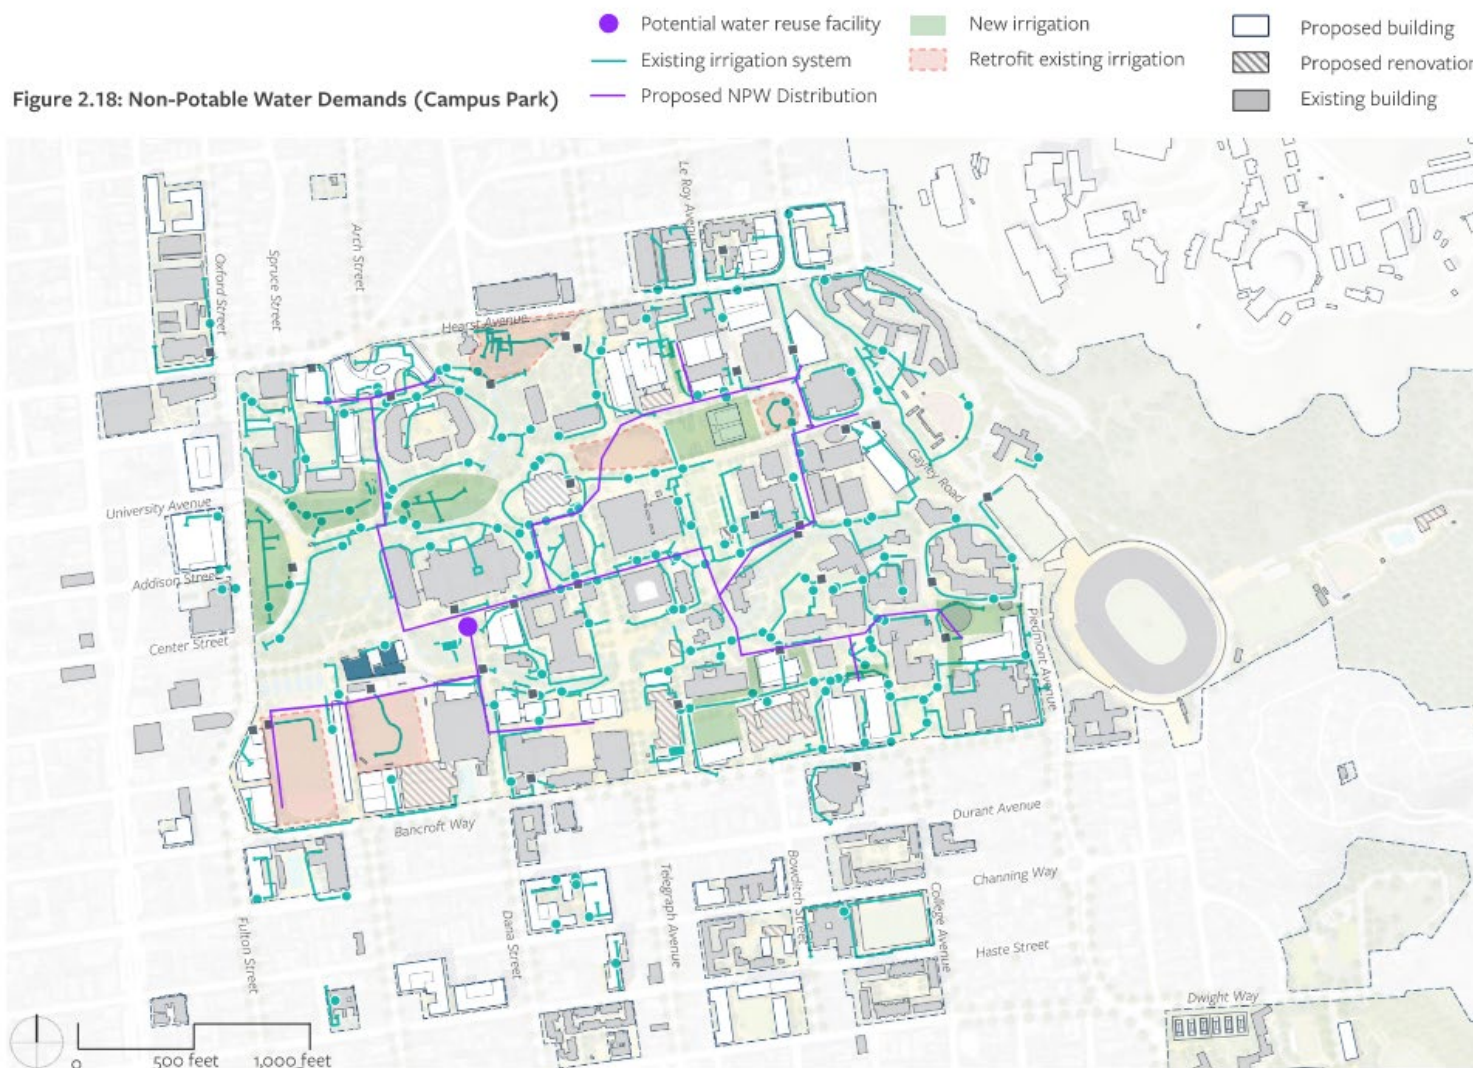 Potential water reuse facility
Existing irrigation system
Proposed NPW Distribution
New irrigation
Retrofit existing irrigation
Proposed building
Proposed renovation
Existing building
Figure 2.18: Non-Potable Water Demands (Campus Park)
Le Roy Avenue
Arch Street
Spruce Street
Oxford Street
Hearst Avenue
Gayley Road
University Avenue
Addison Street
Center Street
Piedmont Avenue
Bancroft Way
Durant Avenue
Channing Way
Bowditch Street
Telegraph Avenue
College Avenue
Dana Street
Fulton Street
Haste Street
Dwight Way
0
500 feet
1,000 feet